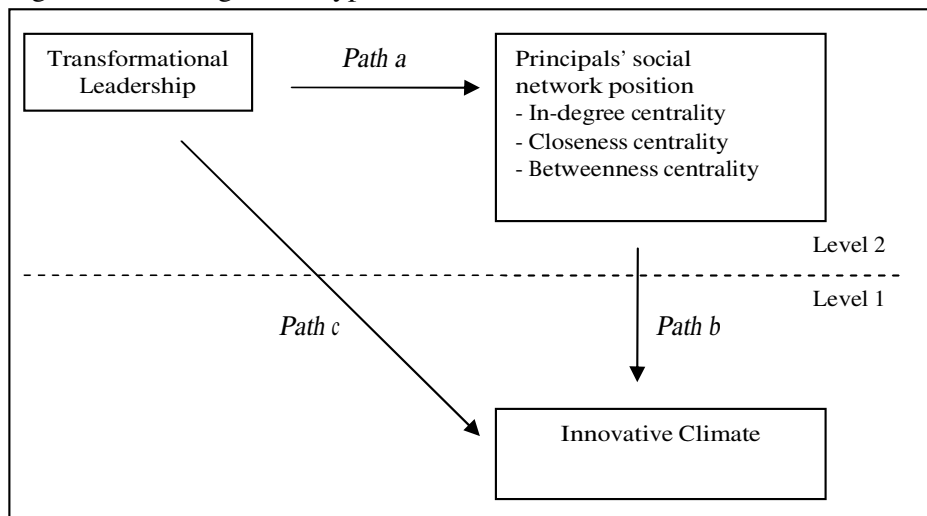 Transformational
Leadership
Path a
Principals' social
network position
- In-degree centrality
- Closeness centrality
- Betweenness centrality
Level 2
Level 1
Path c
Path b
Innovative Climate